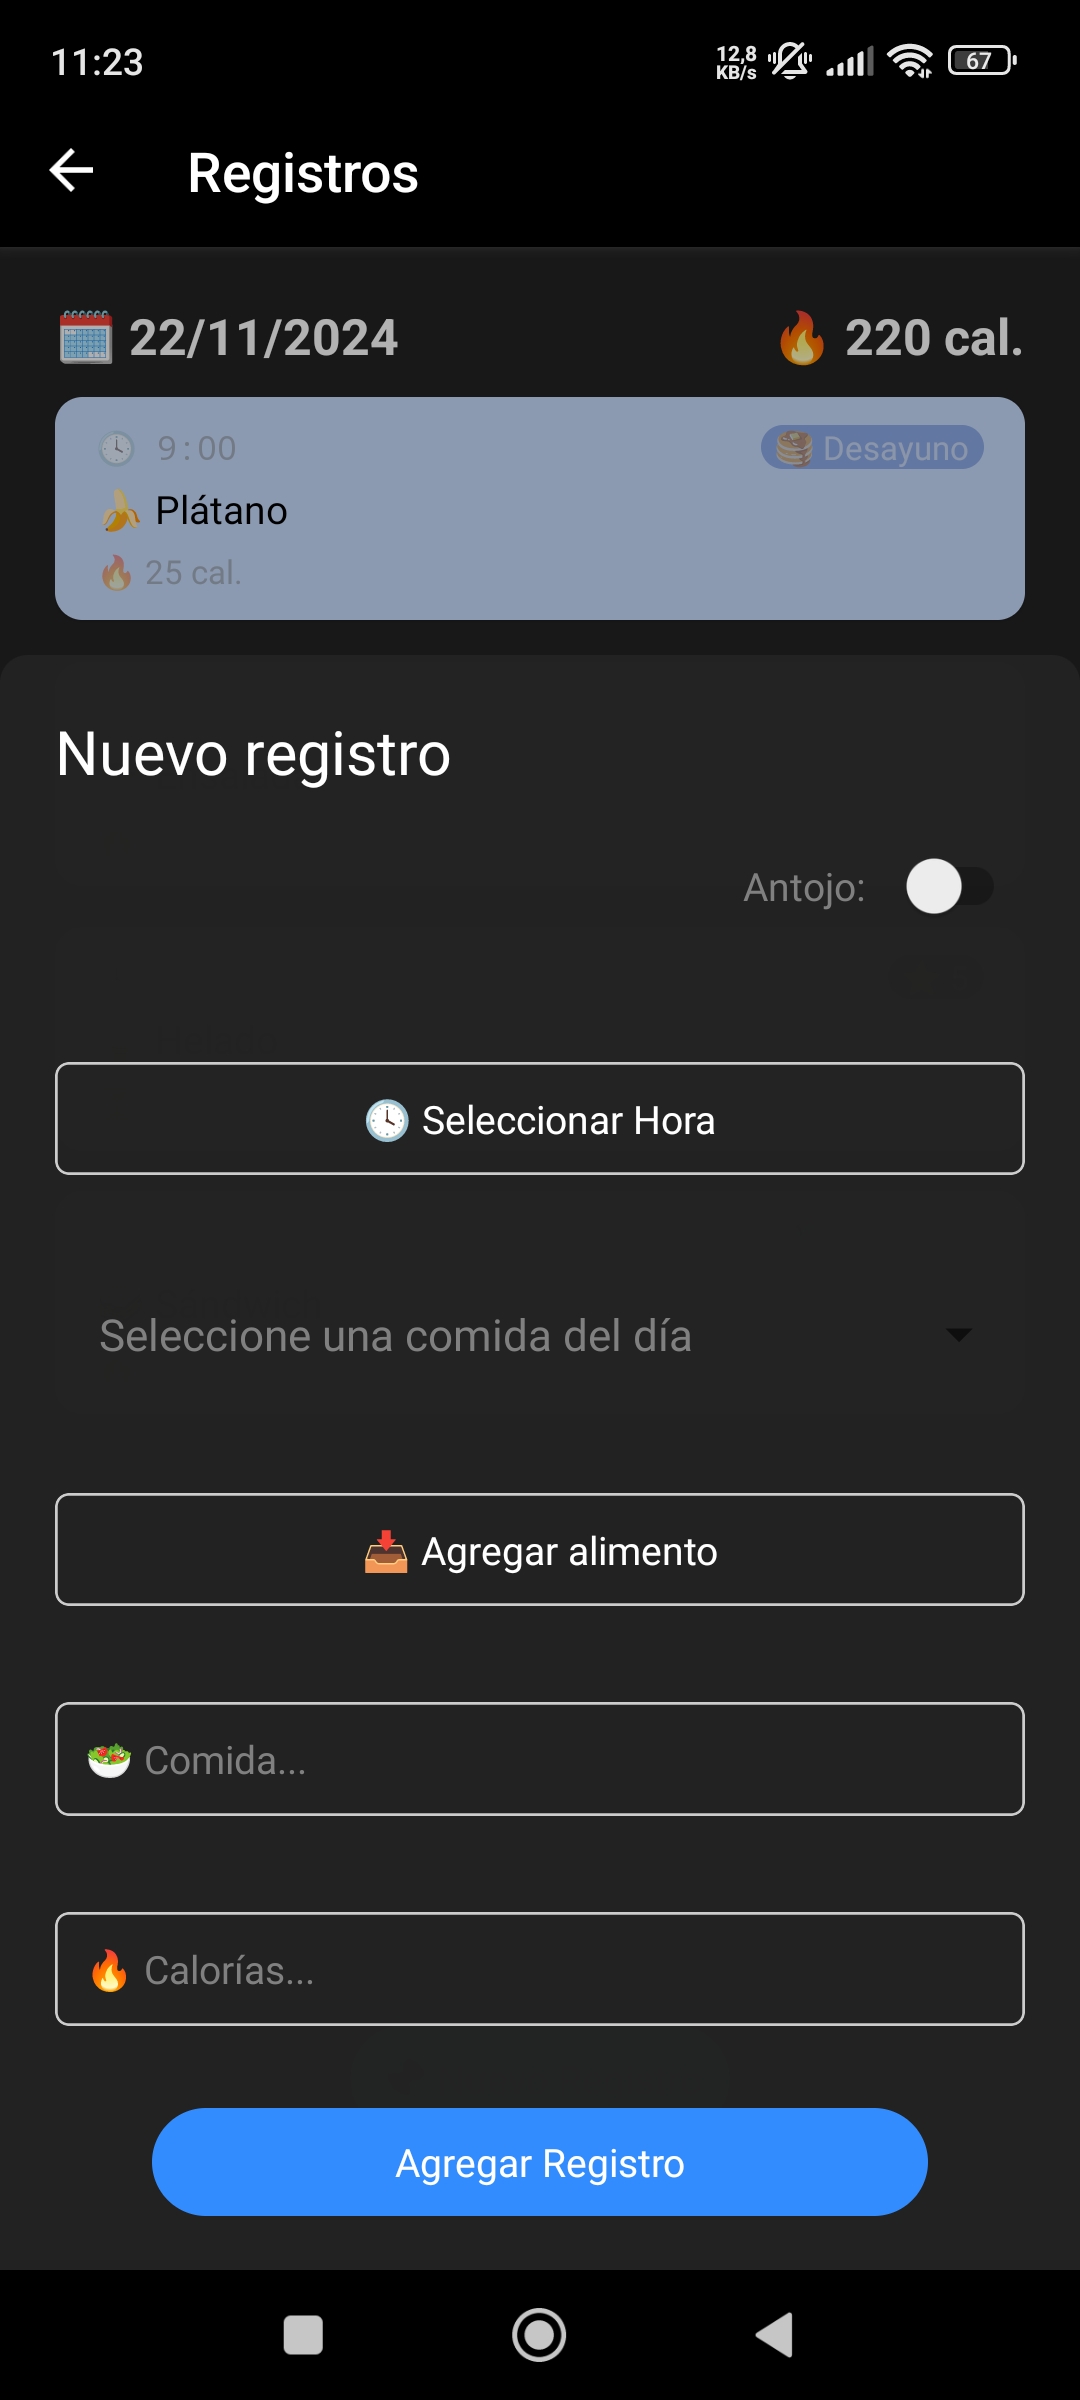 11:23
12,8
KB/s
67
Registros
22/11/2024
220 cal.
9:00
Desayuno
Plátano
25 cal.
Nuevo registro
Antojo:
Seleccionar Hora
Seleccione una comida del día
Agregar alimento
Comida...
Calorías...
Agregar Registro